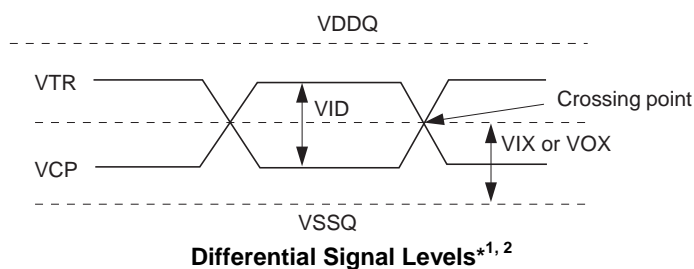 VDDQ
VTR
VID
Crossing point
VIX or VOX
VCP
VSSQ
Differential Signal Levels*1, 2